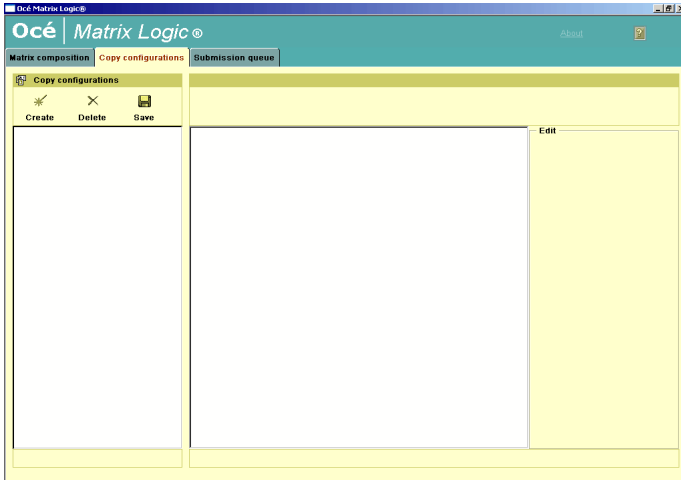 Océ Matrix Logic®
Océ | Matrix Logic ®
About
?
Matrix composition Copy configurations Submission queue
Copy configurations
Create Delete Save
Edit